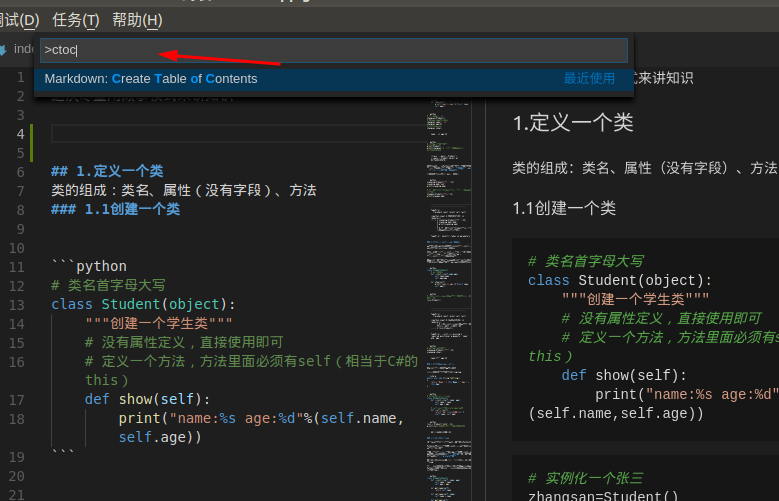 调试(D) 任务(T) 帮助(H)
inde
>ctoc
Markdown: Create Table of Contents 最近使用
1
2
3
4
5
6 ## 1.定义一个类
7 类的组成：类名、属性（没有字段）、方法
8 ### 1.1创建一个类
9
10
11 ```python
12 # 类名首字母大写
13 class Student(object):
14 """创建一个学生类"""
15 # 没有属性定义，直接使用即可
16 # 定义一个方法，方法里面必须有self（相当于C#的
this）
17 def show(self):
18 print("name:%s age:%d"%(self.name,
self.age))
19 ```
20
21
式来讲知识
1.定义一个类
类的组成：类名、属性（没有字段）、方法
1.1创建一个类
# 类名首字母大写
class Student(object):
"""创建一个学生类"""
# 没有属性定义，直接使用即可
# 定义一个方法，方法里面必须有s
this）
def show(self):
print("name:%s age:%d"
(self.name,self.age))
# 实例化一个张三
zhangsan=Student()